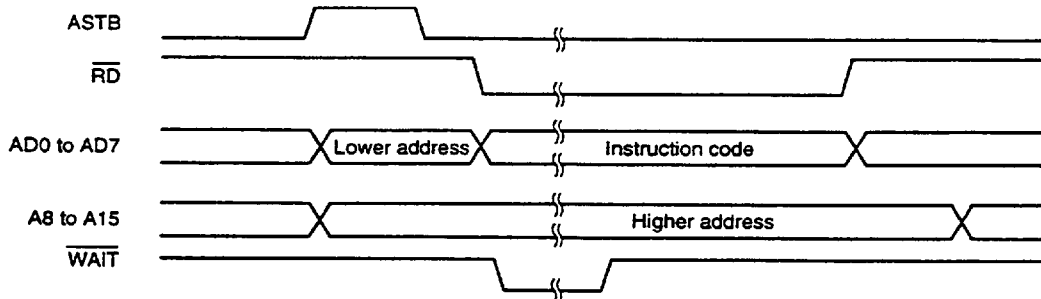 ASTB
RD
AD0 to AD7 Lower address Instruction code
A8 to A15 Higher address
WAIT